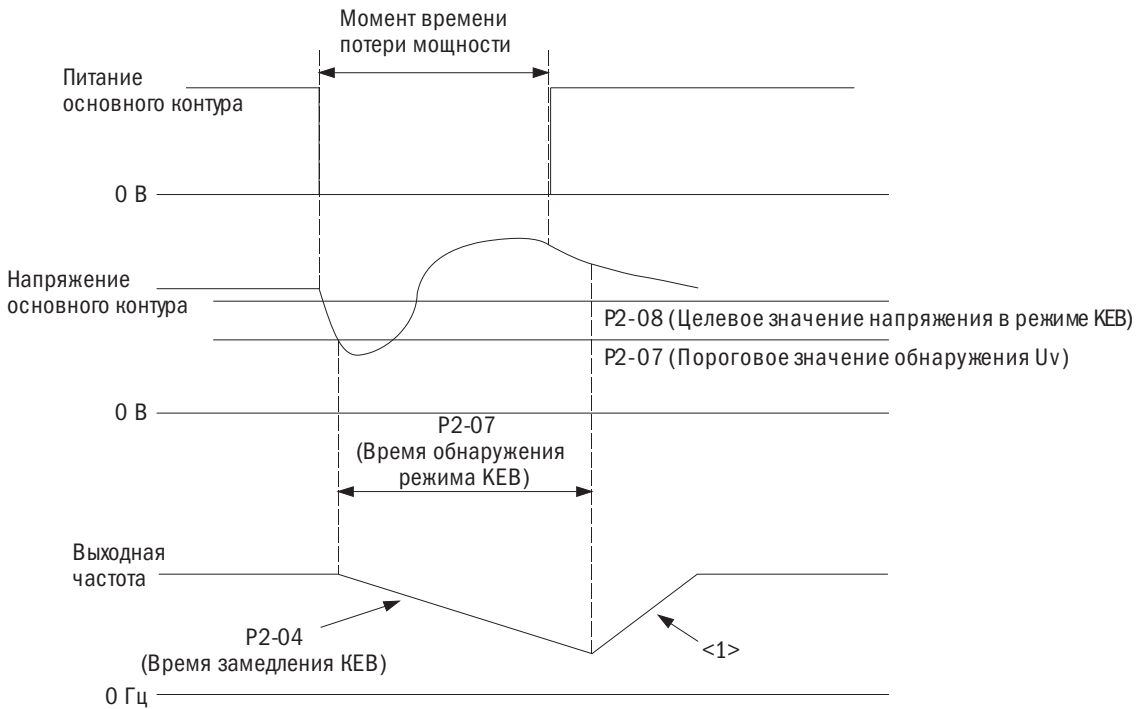 Момент времени
потери мощности
Питание
основного контура
0 В
Напряжение
основного контура
P2-08 (Целевое значение напряжения в режиме KEB)
P2-07 (Пороговое значение обнаружения Uv)
0 В
P2-07
(Время обнаружения
режима KEB)
Выходная
частота
P2-04
(Время замедления KEB)
<1>
0 Гц